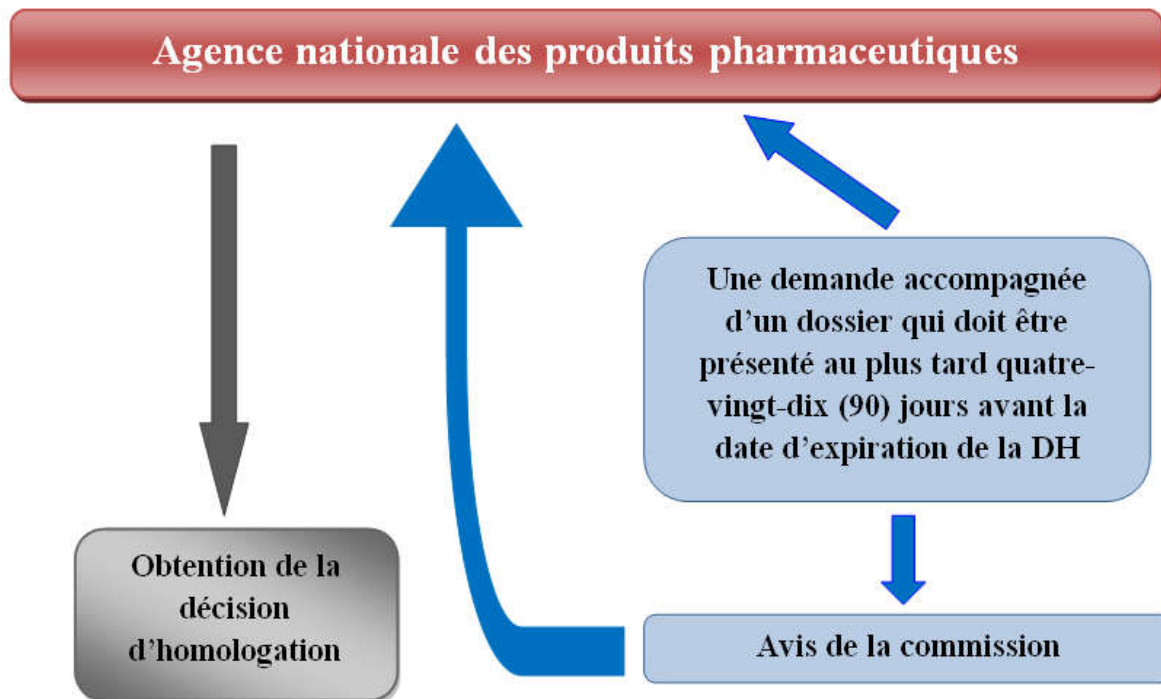 Agence nationale des produits pharmaceutiques
Une demande accompagnée
d'un dossier qui doit être
présenté au plus tard quatre-
vingt-dix (90) jours avant la
date d'expiration de la DH
Obtention de la
décision
d'homologation
Avis de la commission